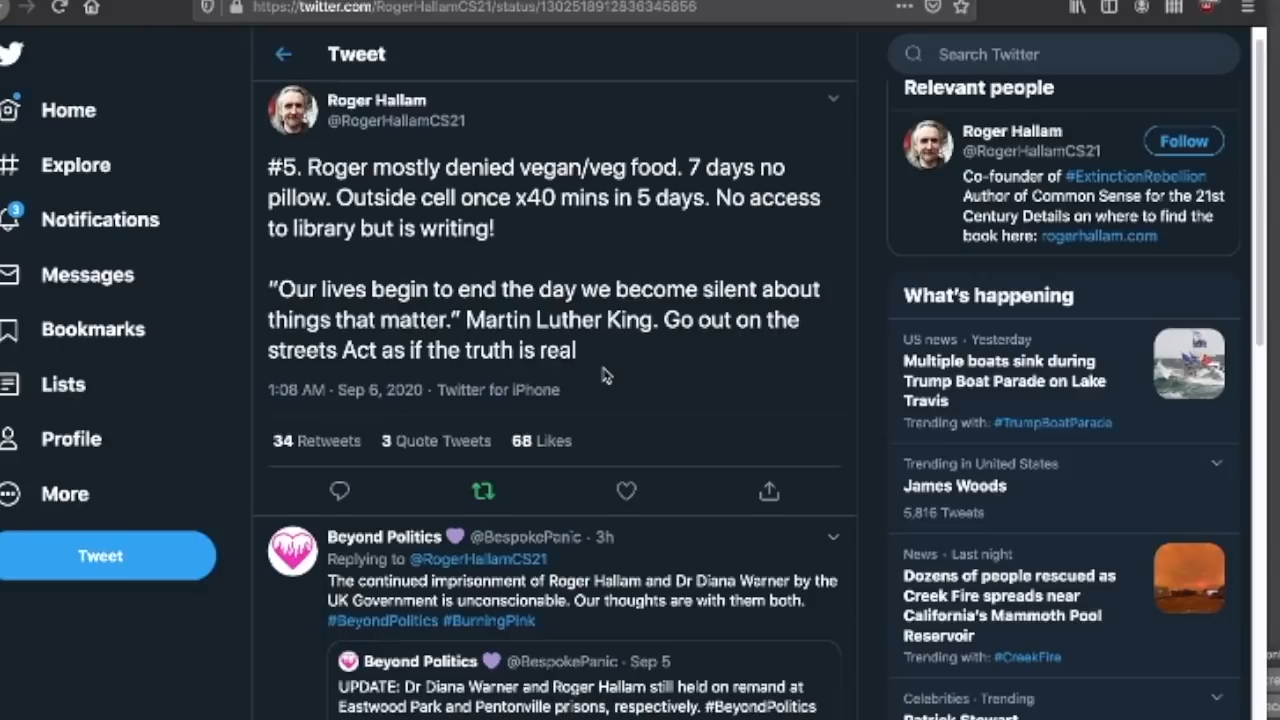 https://twitter.com/RogerHallamCS21/status/1302518912836345856
Home
Explore
3
Notifications
Messages
Bookmarks
Lists
Profile
More
Tweet
Tweet
Roger Hallam
@RogerHallamCS21
#5. Roger mostly denied vegan/veg food. 7 days no
pillow. Outside cell once x40 mins in 5 days. No access
to library but is writing!
“Our lives begin to end the day we become silent about
things that matter.” Martin Luther King. Go out on the
streets Act as if the truth is real
1:08 AM · Sep 6, 2020 · Twitter for iPhone
34 Retweets 3 Quote Tweets 68 Likes
Beyond Politics 💜 @BespokePanic · 3h
Replying to @RogerHallamCS21
The continued imprisonment of Roger Hallam and Dr Diana Warner by the
UK Government is unconscionable. Our thoughts are with them both.
#BeyondPolitics #BurningPink
Beyond Politics 💜 @BespokePanic · Sep 5
UPDATE: Dr Diana Warner and Roger Hallam still held on remand at
Eastwood Park and Pentonville prisons, respectively. #BeyondPolitics
Search Twitter
Relevant people
Roger Hallam
@RogerHallamCS21
Follow
Co-founder of #ExtinctionRebellion
Author of Common Sense for the 21st
Century Details on where to find the
book here: rogerhallam.com
What's happening
US news · Yesterday
Multiple boats sink during
Trump Boat Parade on Lake
Travis
Trending with: #TrumpBoatParade
Trending in United States
James Woods
5,816 Tweets
News · Last night
Dozens of people rescued as
Creek Fire spreads near
California's Mammoth Pool
Reservoir
Trending with: #CreekFire
Celebrities · Trending
Patrick Stewart